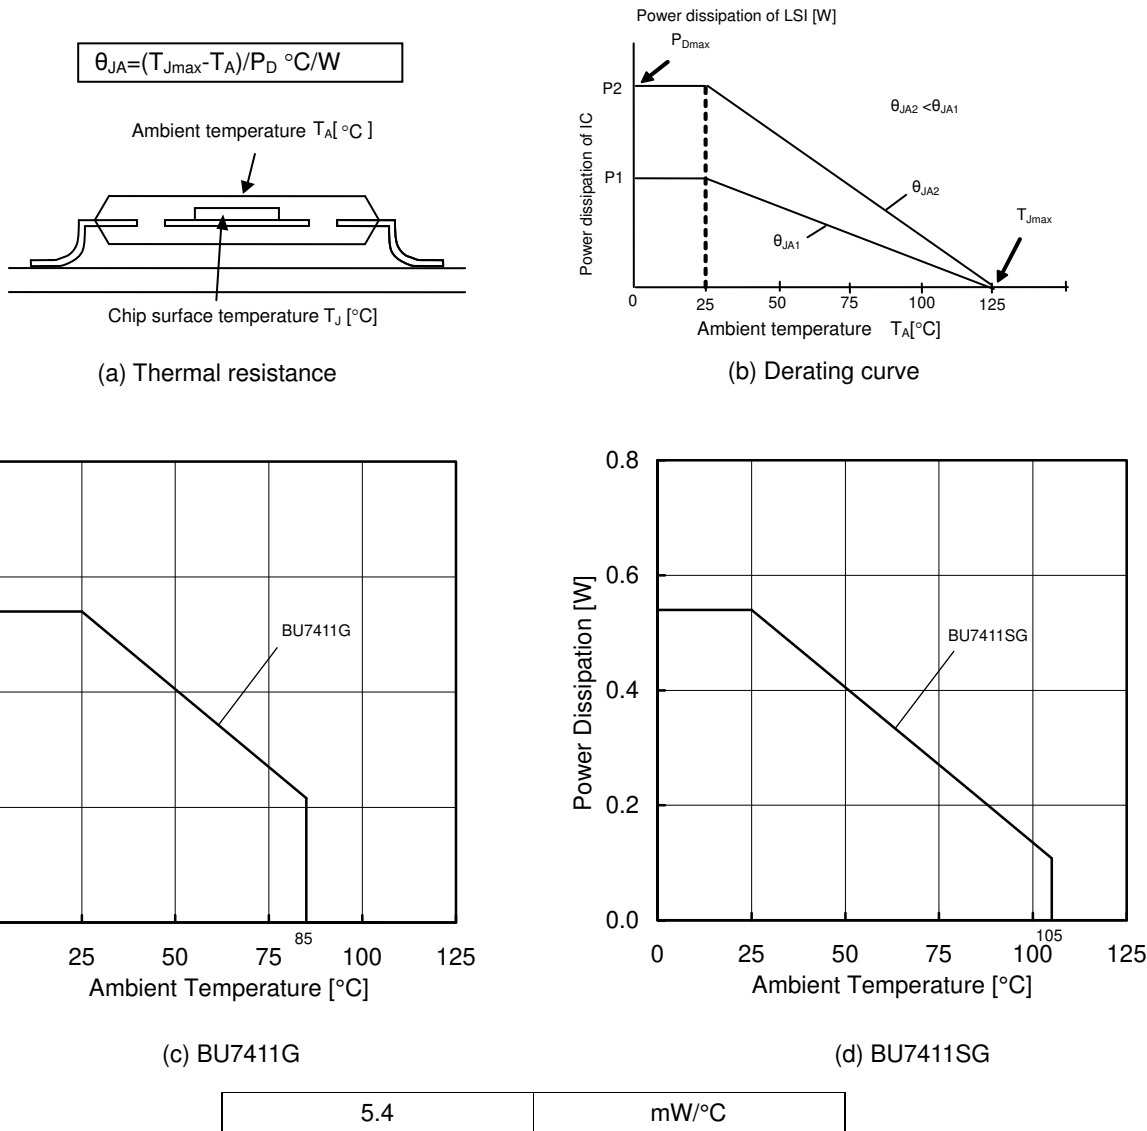 θJA=(TJmax-TA)/PD °C/W
Ambient temperature TA[ °C ]
Chip surface temperature TJ [°C]
(a) Thermal resistance
Power dissipation of LSI [W]
PDmax
P2
P1
Power dissipation of IC
θJA2 <θJA1
θJA2
θJA1
TJmax
0 25 50 75 100 125
Ambient temperature TA[°C]
(b) Derating curve
BU7411G
85
25 50 75 100 125
Ambient Temperature [°C]
(c) BU7411G
0.8
0.6
0.4
0.2
0.0
Power Dissipation [W]
BU7411SG
105
0 25 50 75 100 125
Ambient Temperature [°C]
(d) BU7411SG
5.4 mW/°C